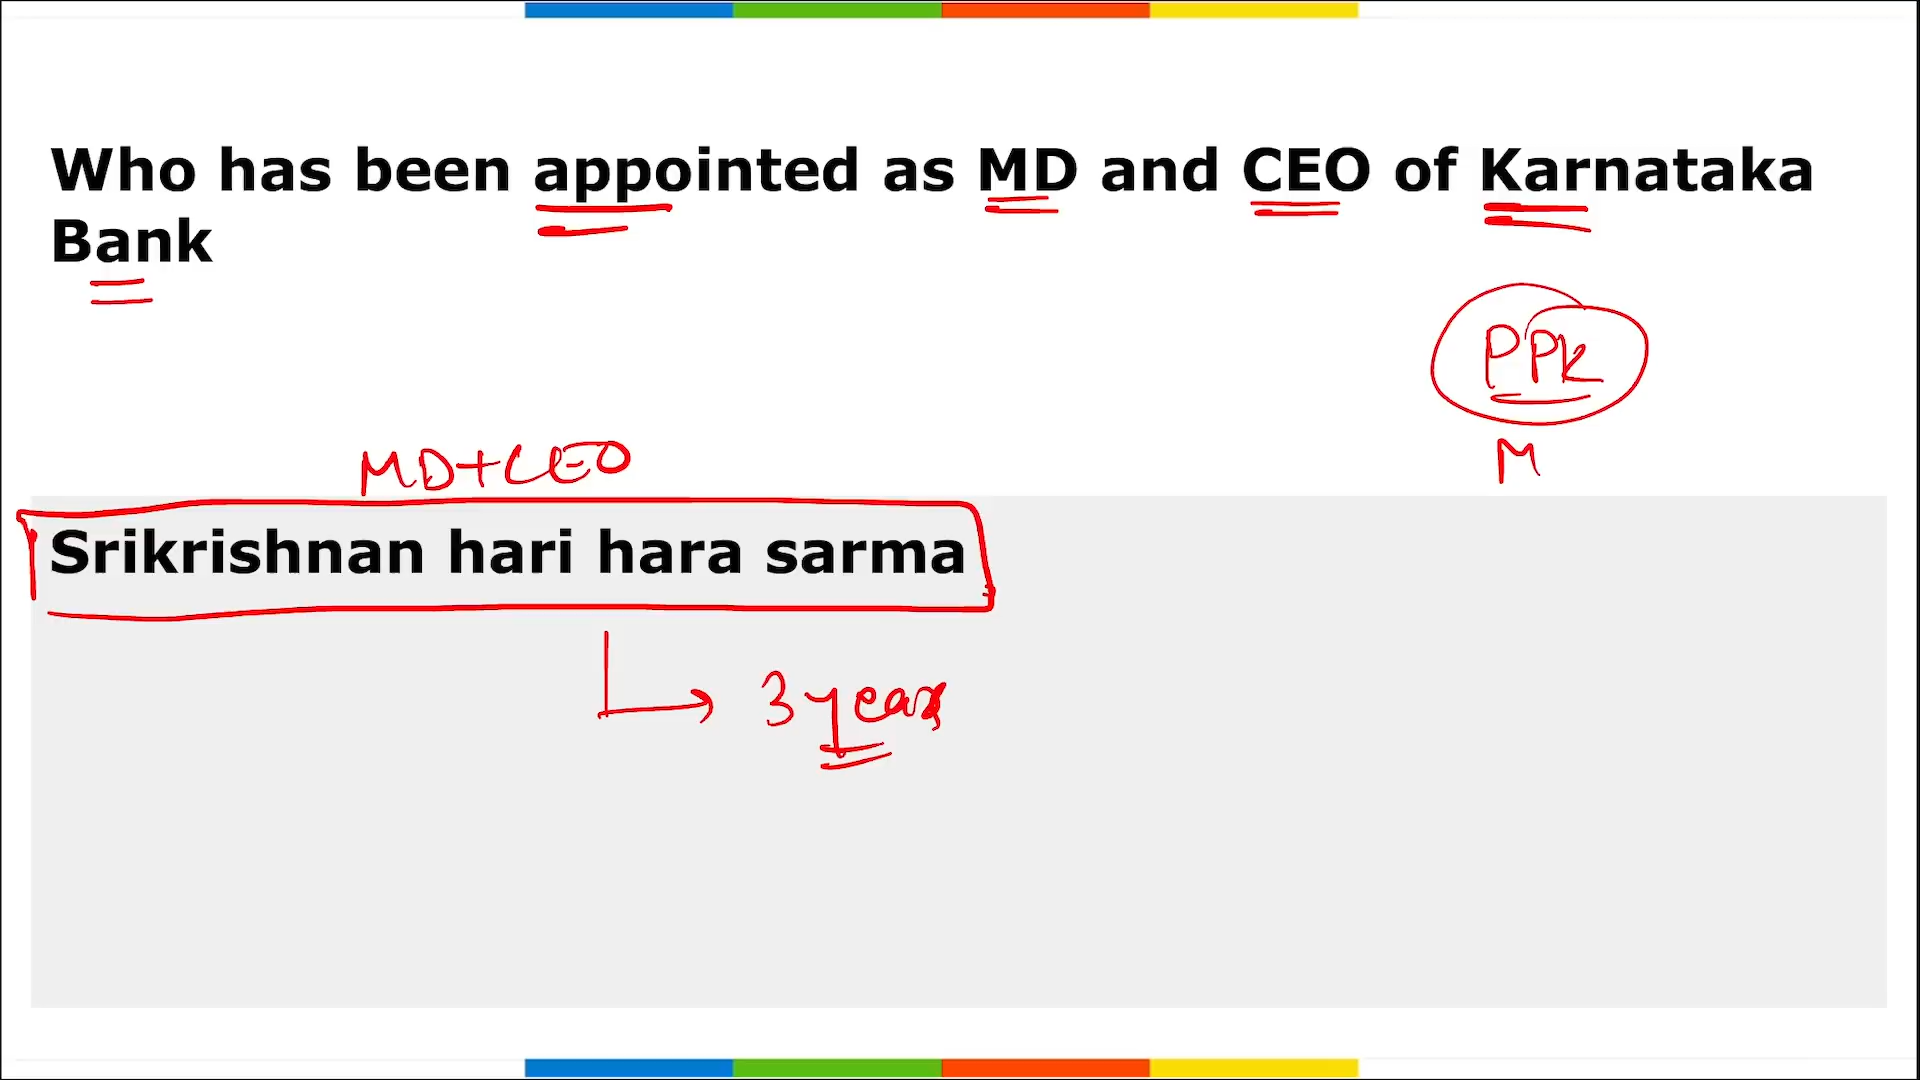 Who has been appointed as MD and CEO of Karnataka
Bank
PPK
M
MD+CEO
Srikrishnan hari hara sarma
3 year